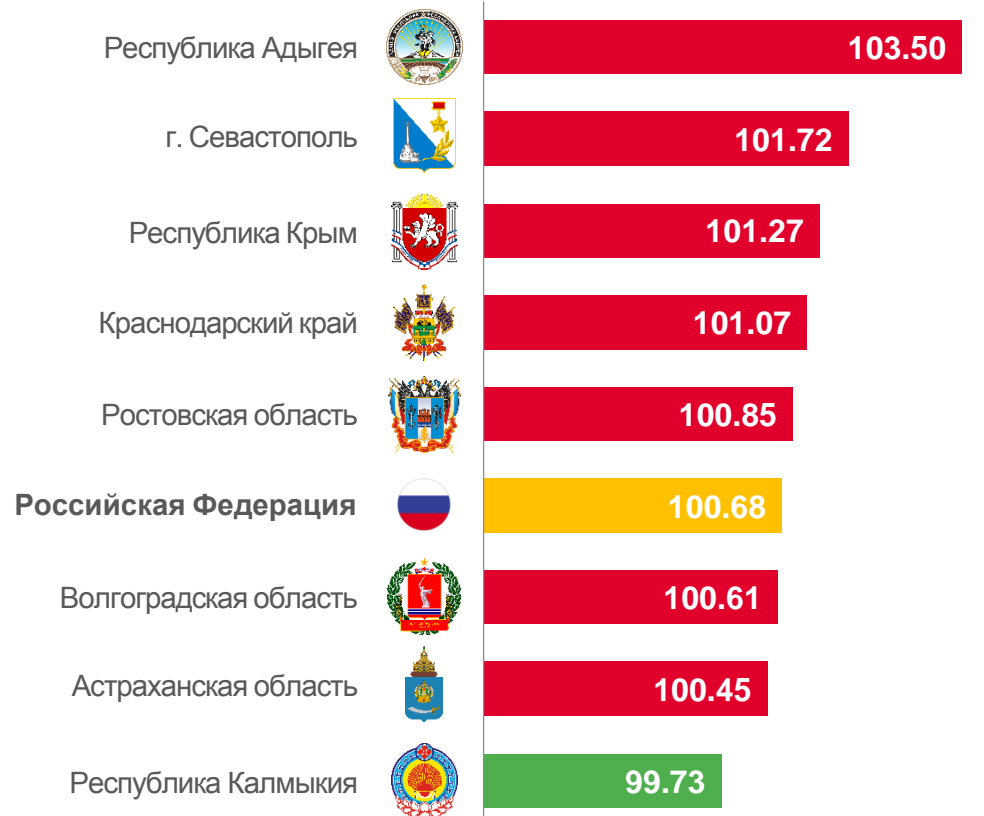 Республика Адыгея 103.50
г. Севастополь 101.72
Республика Крым 101.27
Краснодарский край 101.07
Ростовская область 100.85
Российская Федерация 100.68
Волгоградская область 100.61
Астраханская область 100.45
Республика Калмыкия 99.73